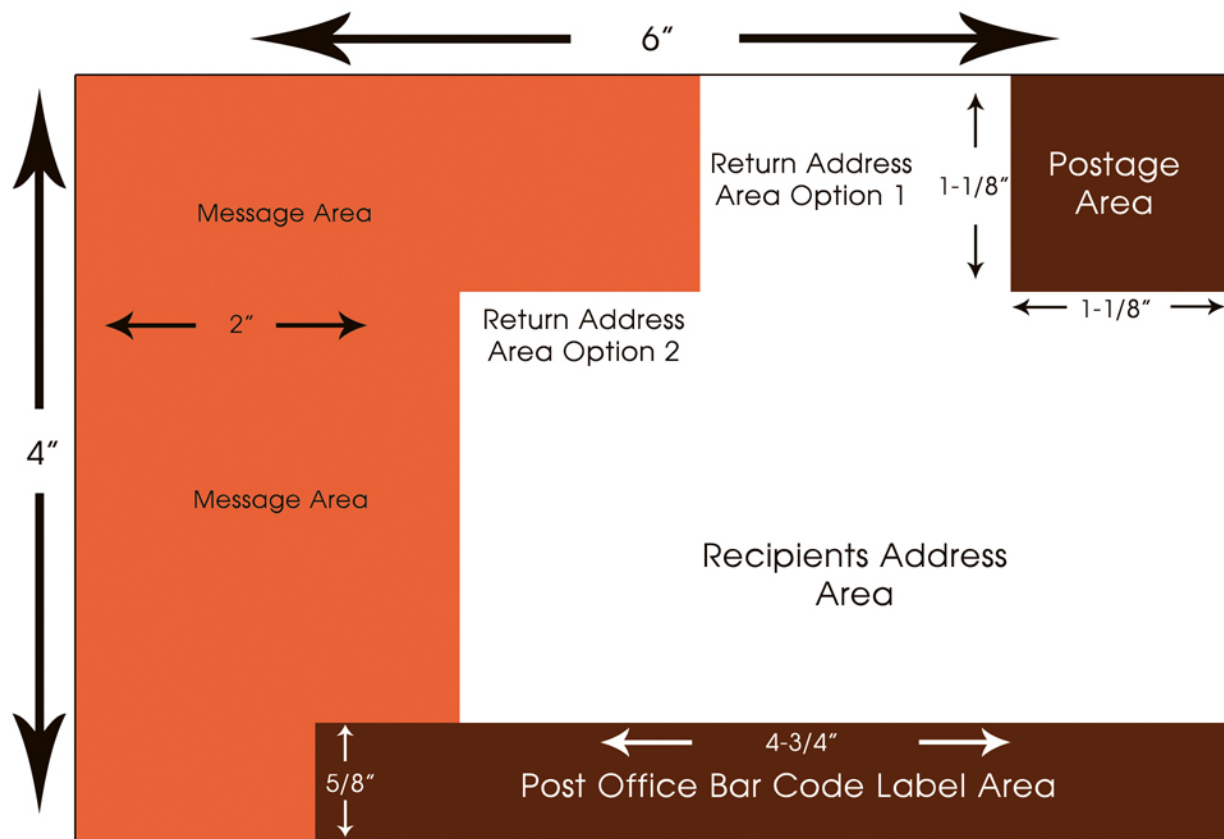 6″
Return Address
Area Option 1
1-1/8″
Postage
Area
Message Area
1-1/8″
2″
Return Address
Area Option 2
4″
Message Area
Recipients Address
Area
5/8″
4-3/4″
Post Office Bar Code Label Area